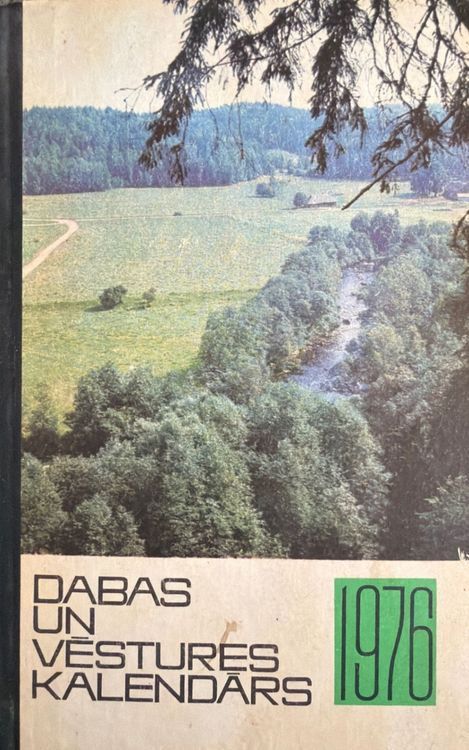 DABAS
UN
VĒSTURES
KALENDĀRS
1976